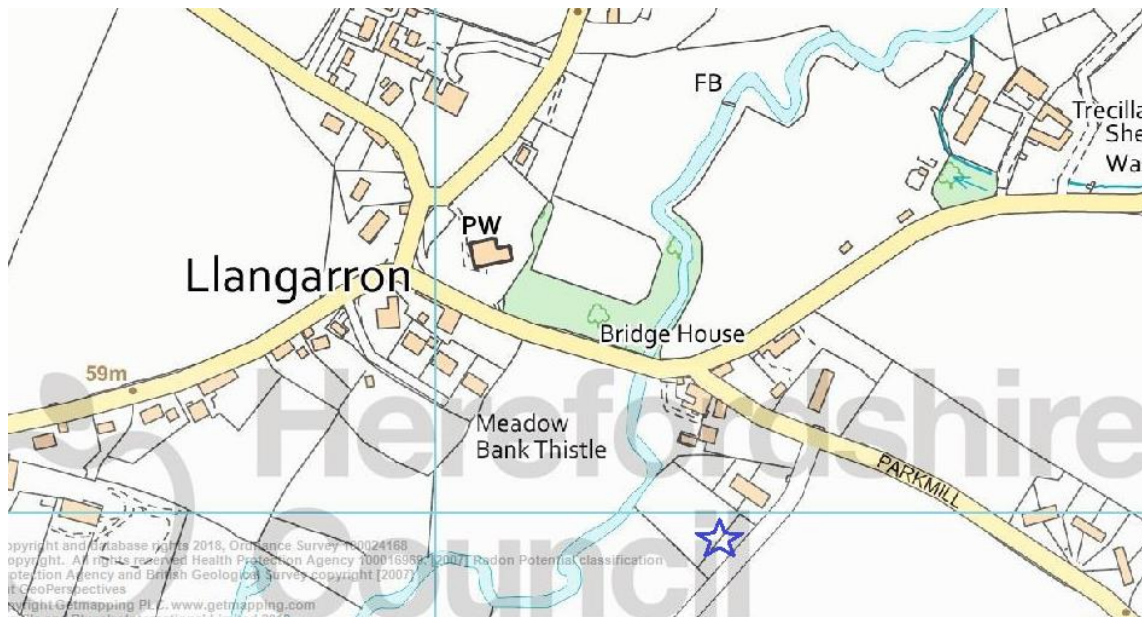 FB
Trecilla
She
Wa
PW
Llangarron
Bridge House
59m
Herefordshire
Meadow
Bank Thistle
PARKMILL
Council
opyright and database rights 2018, Ordnance Survey 100024168
opyright. All rights reserved Health Protection Agency 100016969. [2007] Radon Potential classification
otection Agency and British Geological Survey copyright [2007]
t GeoPerspectives
yright Getmapping PLC. www.getmapping.com